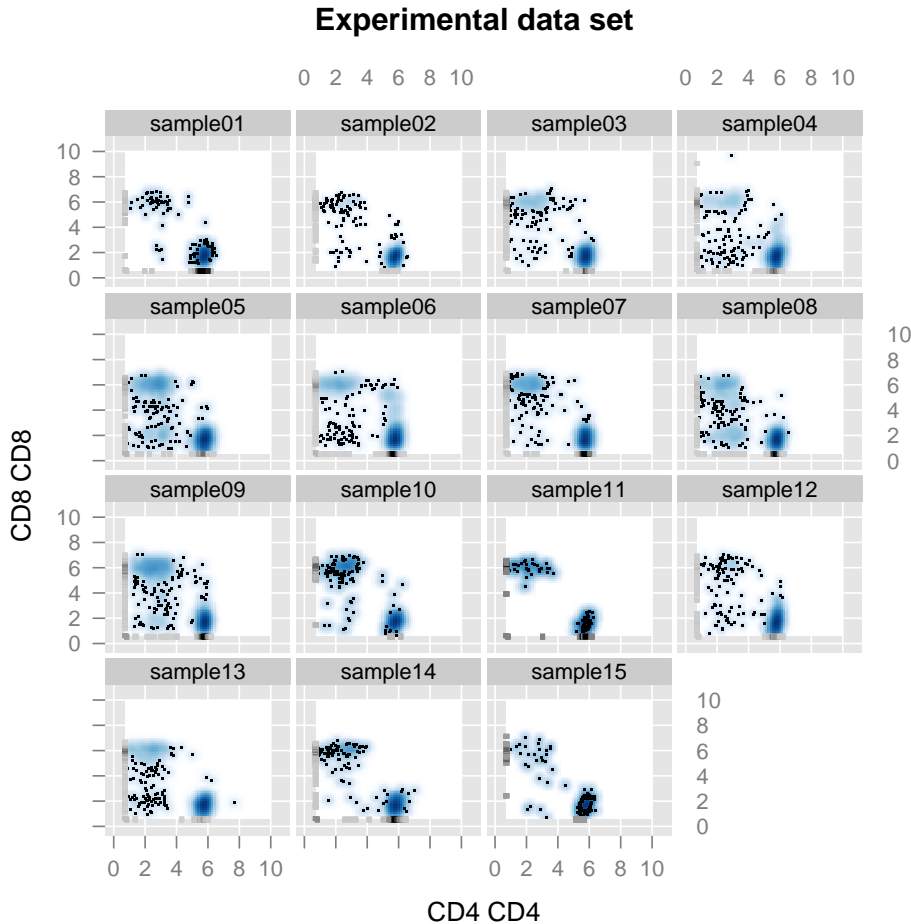 Experimental data set
0 2 4 6 8 10 0 2 4 6 8 10
sample01 sample02 sample03 sample04
10
8
6
4
2
0
sample05 sample06 sample07 sample08
10
8
6
4
2
0
sample09 sample10 sample11 sample12
10
8
6
4
2
0
sample13 sample14 sample15
10
8
6
4
2
0
0 2 4 6 8 10 0 2 4 6 8 10
CD4 CD4
CD8 CD8